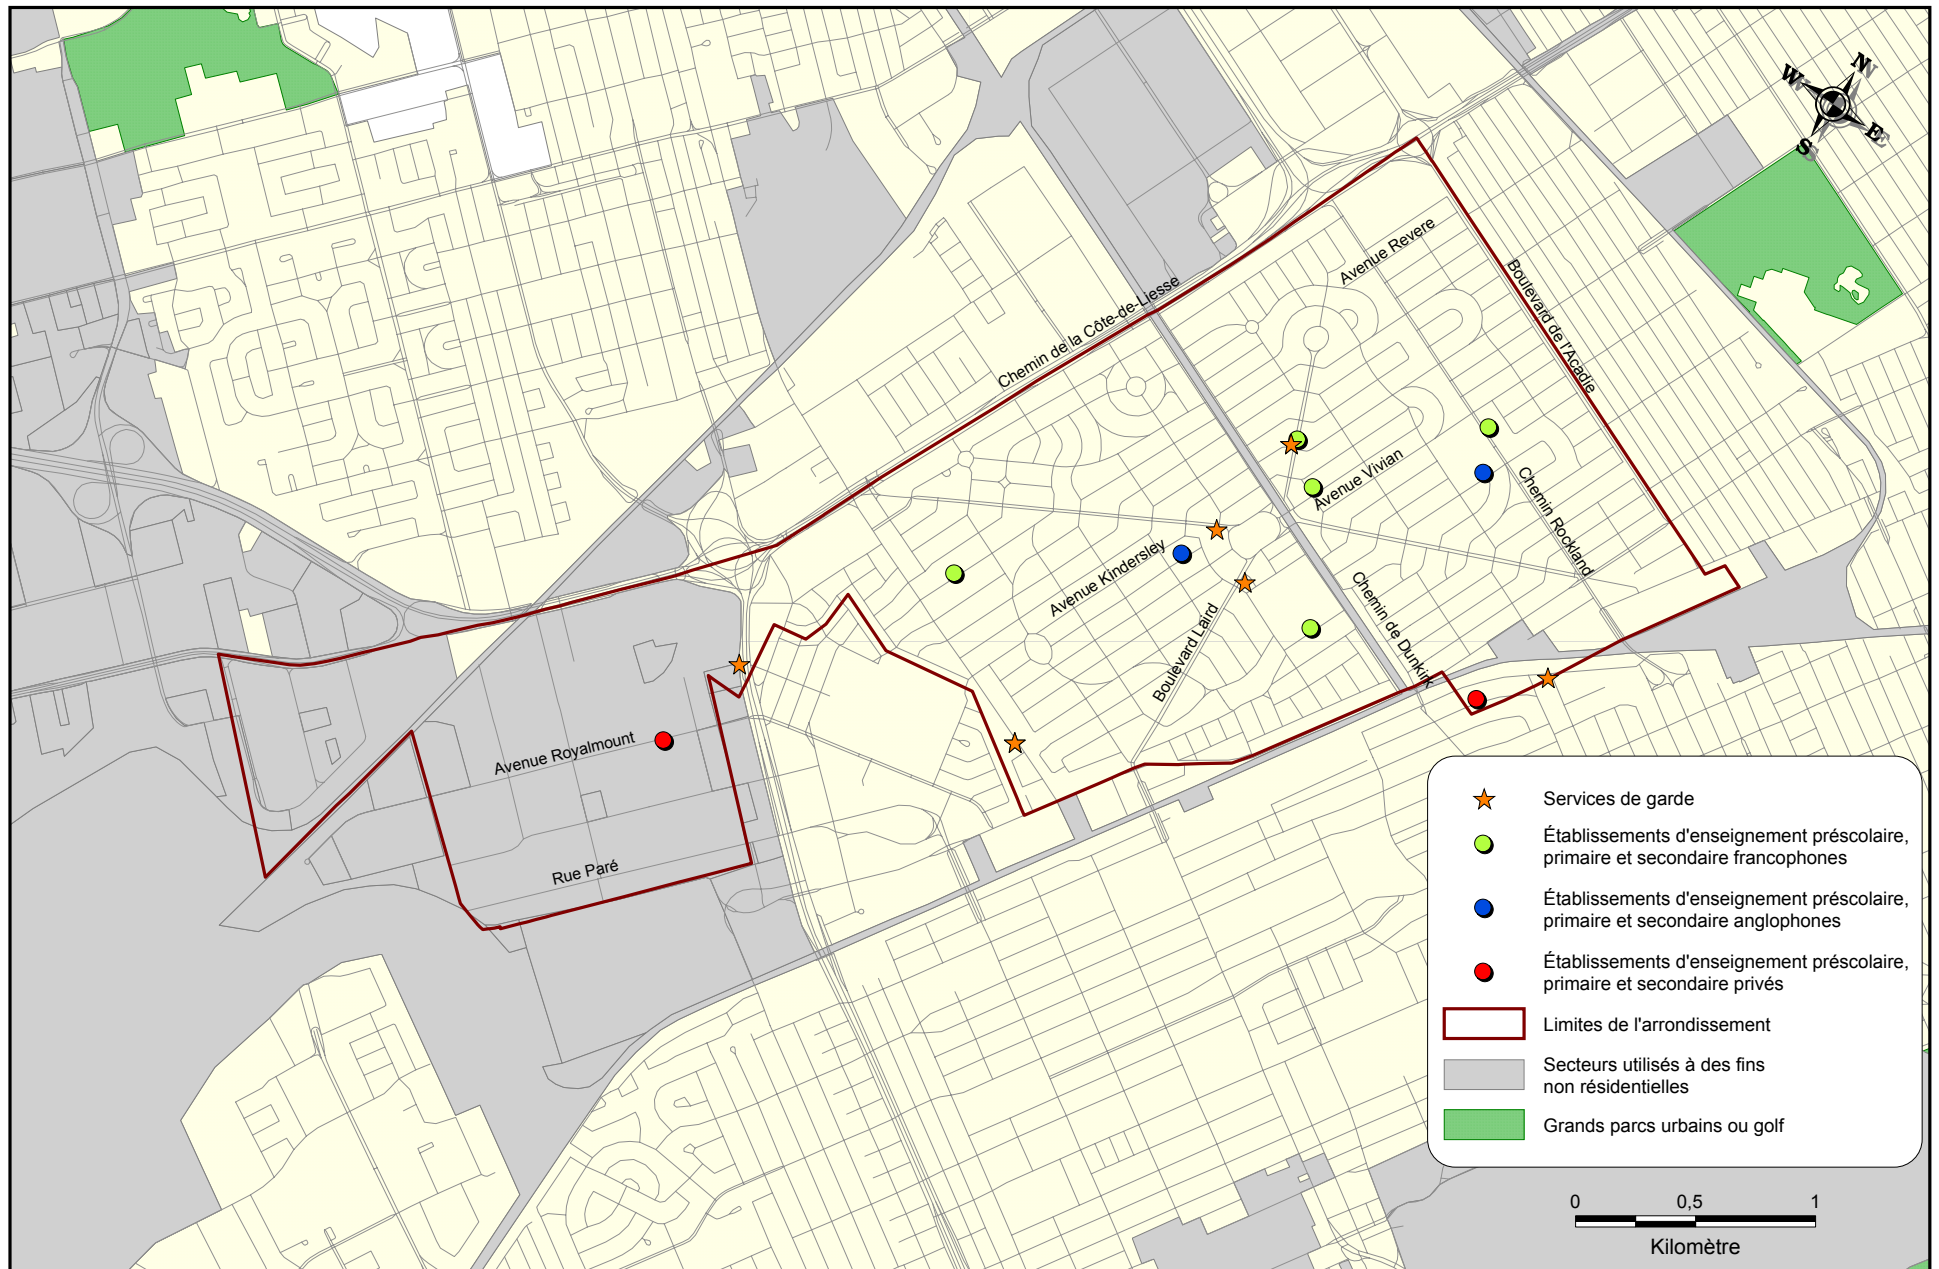 N
W
E
S
Avenue Revere
Boulevard de l'Acadie
Chemin de la Côte-de-Liesse
Avenue Vivian
Chemin Rockland
Avenue Kindersley
Chemin de Dunkirk
Boulevard Laird
Avenue Royalmount
Rue Paré
Services de garde
Établissements d'enseignement préscolaire,
primaire et secondaire francophones
Établissements d'enseignement préscolaire,
primaire et secondaire anglophones
Établissements d'enseignement préscolaire,
primaire et secondaire privés
Limites de l'arrondissement
Secteurs utilisés à des fins
non résidentielles
Grands parcs urbains ou golf
0 0,5 1
Kilomètre